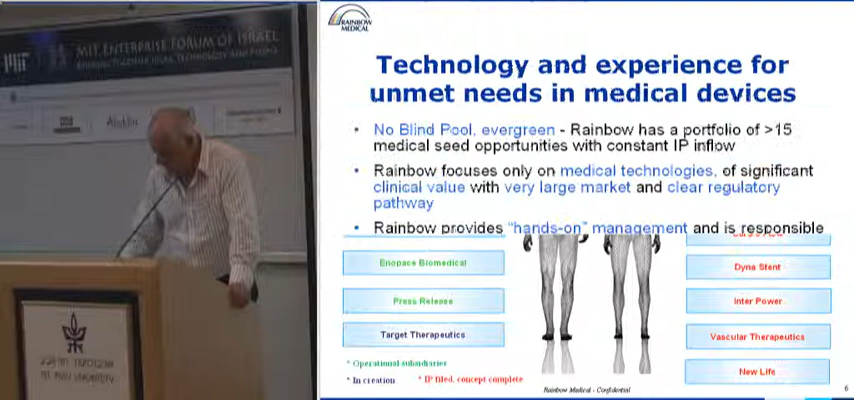 MIT ENTERPRISE FORUM OF ISRAEL
RAINBOW
MEDICAL
Technology and experience for
unmet needs in medical devices
• No Blind Pool, evergreen - Rainbow has a portfolio of >15
medical seed opportunities with constant IP inflow
• Rainbow focuses only on medical technologies, of significant
clinical value with very large market and clear regulatory
pathway
• Rainbow provides "hands-on" management and is responsible
Enopace Biomedical
Press Release
Target Therapeutics
Dyna Stent
Inter Power
Vascular Therapeutics
New Life
* Operational subsidiaries
* In creation
* IP filed, concept complete
Rainbow Medical - Confidential
6